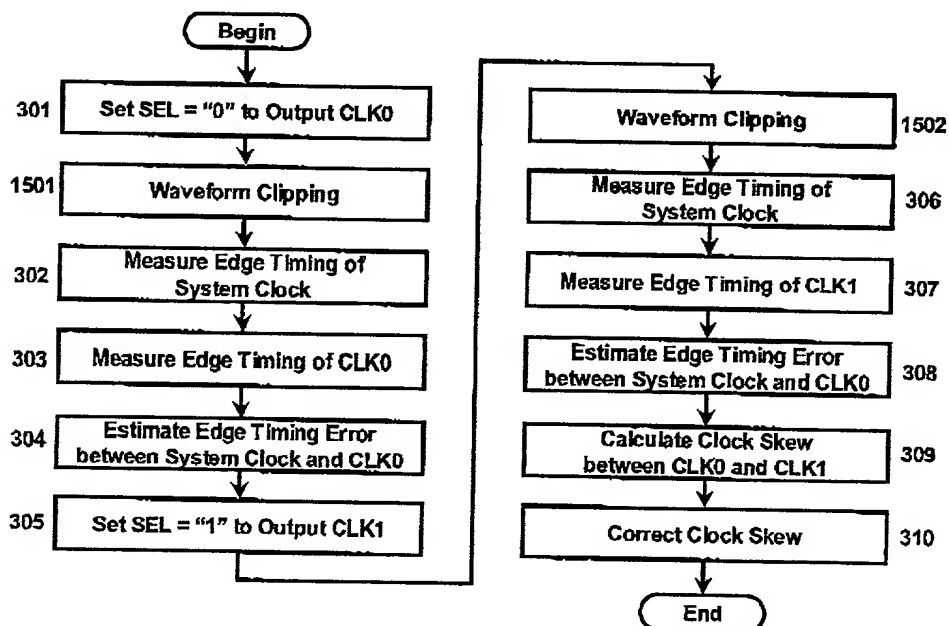 Begin
301
Set SEL = "0" to Output CLK0
1501
Waveform Clipping
302
Measure Edge Timing of
System Clock
303
Measure Edge Timing of CLK0
304
Estimate Edge Timing Error
between System Clock and CLK0
305
Set SEL = "1" to Output CLK1
Waveform Clipping
1502
Measure Edge Timing of
System Clock
306
Measure Edge Timing of CLK1
307
Estimate Edge Timing Error
between System Clock and CLK0
308
Calculate Clock Skew
between CLK0 and CLK1
309
Correct Clock Skew
310
End